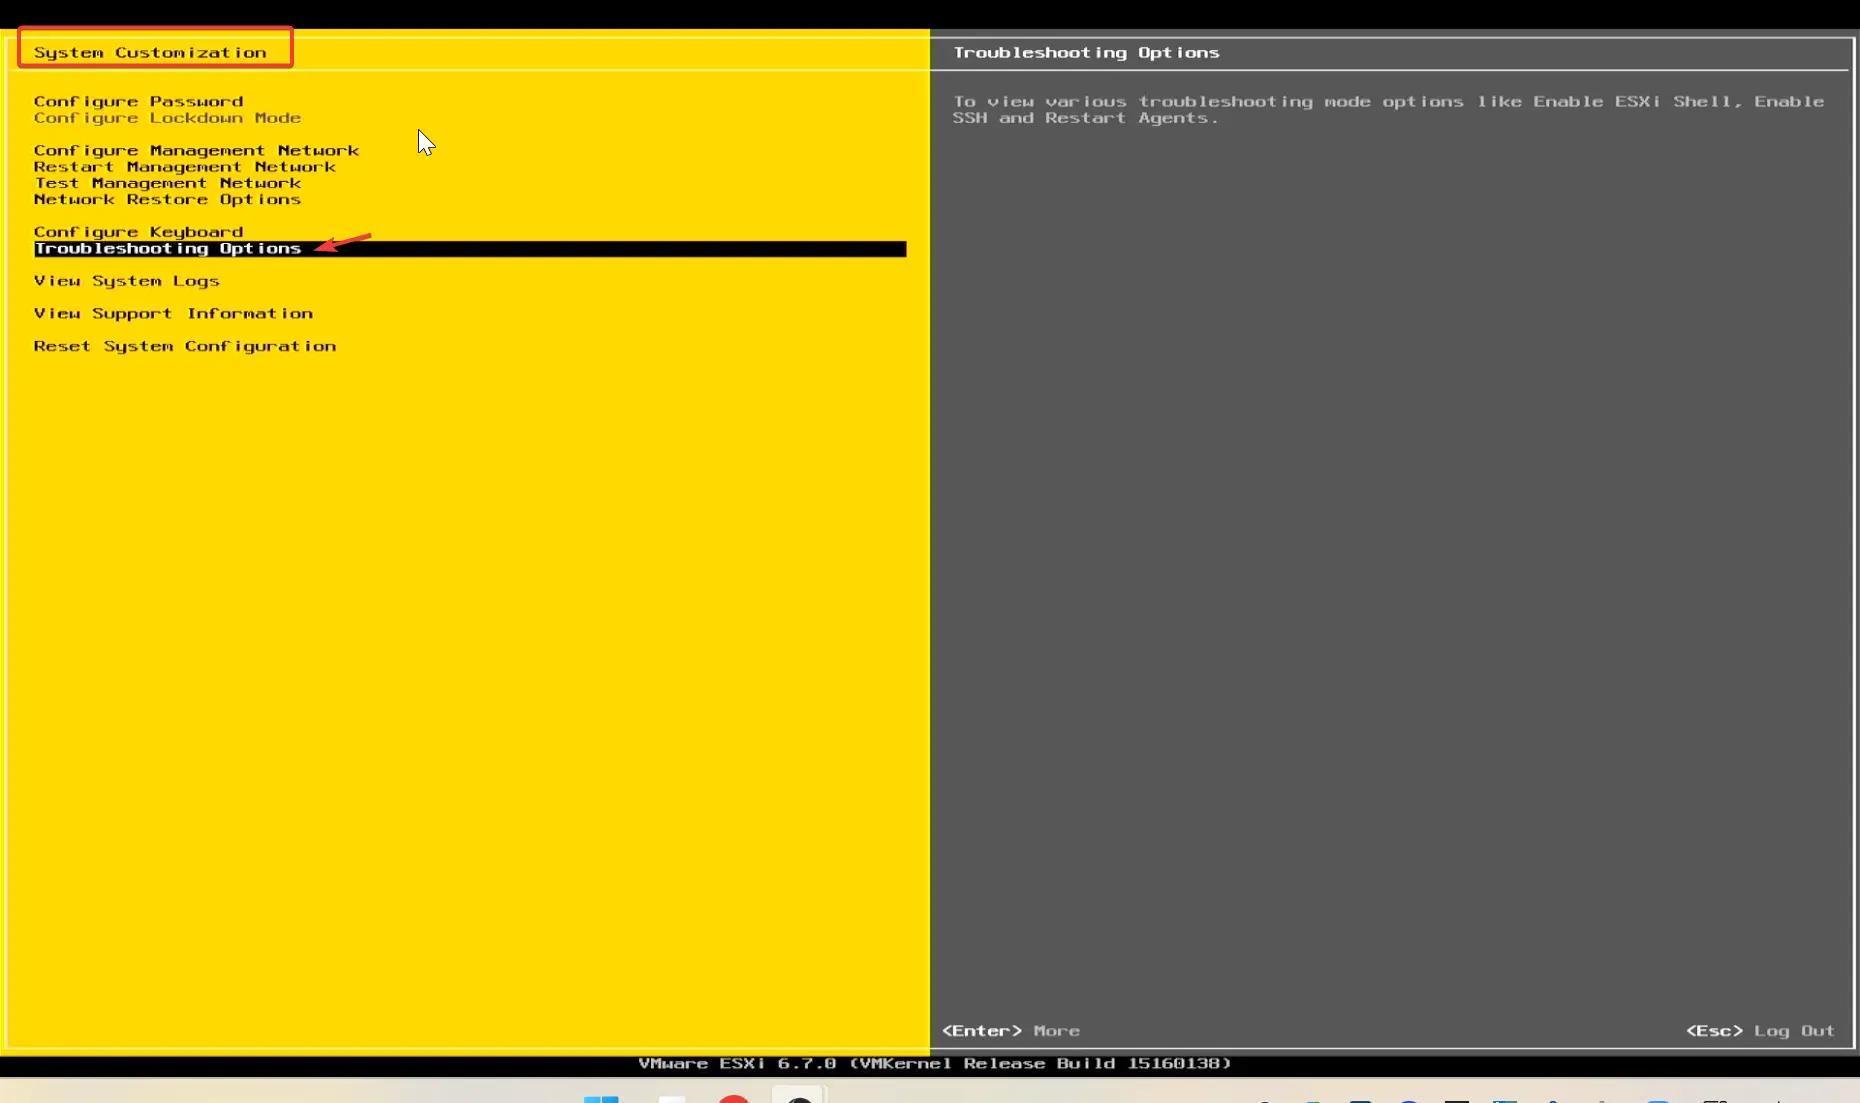 System Customization
Configure Password
Configure Lockdown Mode
Configure Management Network
Restart Management Network
Test Management Network
Network Restore Options
Configure Keyboard
Troubleshooting Options
View System Logs
View Support Information
Reset System Configuration
Troubleshooting Options
To view various troubleshooting mode options like Enable ESXi Shell, Enable
SSH and Restart Agents.
<Enter> More
<Esc> Log Out
VMware ESXi 6.7.0 (VMKernel Release Build 15160138)